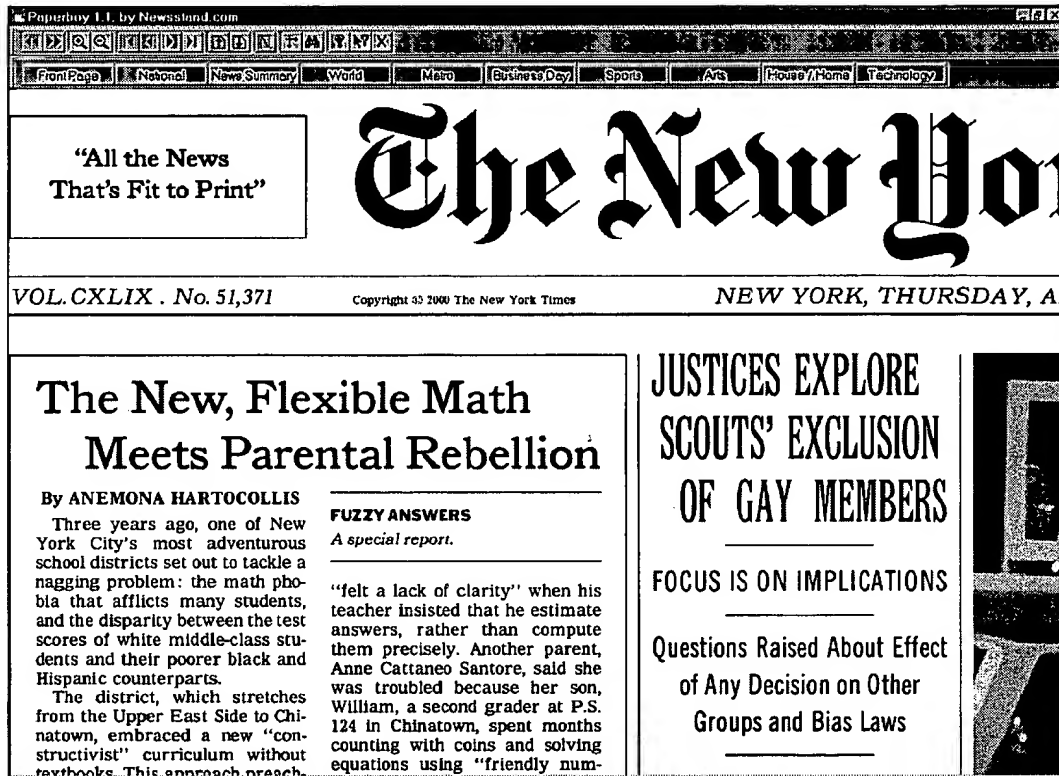 Paperboy 1.1. by Newsstand.com
Front Page National News Summary World Metro Business Day Sports Arts House / Home Technology
"All the News
That's Fit to Print"
The New Yor
VOL. CXLIX . No. 51,371
Copyright © 2000 The New York Times
NEW YORK, THURSDAY, A
The New, Flexible Math
Meets Parental Rebellion
By ANEMONA HARTOCOLLIS
Three years ago, one of New
York City's most adventurous
school districts set out to tackle a
nagging problem: the math pho-
bia that afflicts many students,
and the disparity between the test
scores of white middle-class stu-
dents and their poorer black and
Hispanic counterparts.
The district, which stretches
from the Upper East Side to Chi-
natown, embraced a new "con-
structivist" curriculum without
textbooks. This approach preach-
FUZZY ANSWERS
A special report.
"felt a lack of clarity" when his
teacher insisted that he estimate
answers, rather than compute
them precisely. Another parent,
Anne Cattaneo Santore, said she
was troubled because her son,
William, a second grader at P.S.
124 in Chinatown, spent months
counting with coins and solving
equations using "friendly num-
JUSTICES EXPLORE
SCOUTS' EXCLUSION
OF GAY MEMBERS
FOCUS IS ON IMPLICATIONS
Questions Raised About Effect
of Any Decision on Other
Groups and Bias Laws